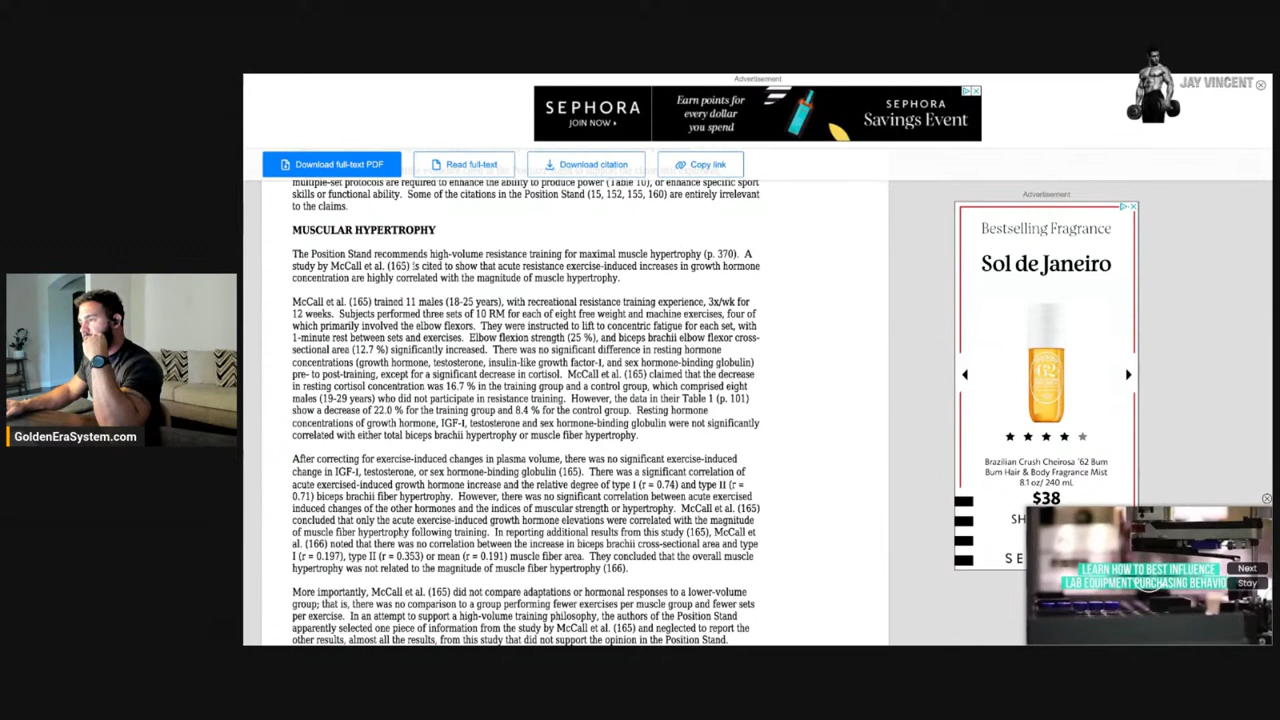 Advertisement
SEPHORA
JOIN NOW
Earn points for
every dollar
you spend
SEPHORA
Savings Event
JAY VINCENT
Download full-text PDF
Read full-text
Download citation
Copy link
multiple-set protocols are required to enhance the ability to produce power (Table 10), or enhance specific sport
skills or functional ability. Some of the citations in the Position Stand (15, 152, 155, 160) are entirely irrelevant
to the claims.
MUSCULAR HYPERTROPHY
The Position Stand recommends high-volume resistance training for maximal muscle hypertrophy (p. 370). A
study by McCall et al. (165) is cited to show that acute resistance exercise-induced increases in growth hormone
concentration are highly correlated with the magnitude of muscle hypertrophy.
McCall et al. (165) trained 11 males (18-25 years), with recreational resistance training experience, 3x/wk for
12 weeks. Subjects performed three sets of 10 RM for each of eight free weight and machine exercises, four of
which primarily involved the elbow flexors. They were instructed to lift to concentric fatigue for each set, with
1-minute rest between sets and exercises. Elbow flexion strength (25 %), and biceps brachii elbow flexor cross-
sectional area (12.7 %) significantly increased. There was no significant difference in resting hormone
concentrations (growth hormone, testosterone, insulin-like growth factor-I, and sex hormone-binding globulin)
pre- to post-training, except for a significant decrease in cortisol. McCall et al. (165) claimed that the decrease
in resting cortisol concentration was 16.7 % in the training group and a control group, which comprised eight
males (19-29 years) who did not participate in resistance training. However, the data in their Table 1 (p. 101)
show a decrease of 22.0 % for the training group and 8.4 % for the control group. Resting hormone
concentrations of growth hormone, IGF-I, testosterone and sex hormone-binding globulin were not significantly
correlated with either total biceps brachii hypertrophy or muscle fiber hypertrophy.
After correcting for exercise-induced changes in plasma volume, there was no significant exercise-induced
change in IGF-I, testosterone, or sex hormone-binding globulin (165). There was a significant correlation of
acute exercised-induced growth hormone increase and the relative degree of type I (r = 0.74) and type II (r =
0.71) biceps brachii fiber hypertrophy. However, there was no significant correlation between acute exercised
induced changes of the other hormones and the indices of muscular strength or hypertrophy. McCall et al. (165)
concluded that only the acute exercise-induced growth hormone elevations were correlated with the magnitude
of muscle fiber hypertrophy following training. In reporting additional results from this study (165), McCall et
al. (166) noted that there was no correlation between the increase in biceps brachii cross-sectional area and type
I (r = 0.197), type II (r = 0.353) or mean (r = 0.191) muscle fiber area. They concluded that the overall muscle
hypertrophy was not related to the magnitude of muscle fiber hypertrophy (166).
More importantly, McCall et al. (165) did not compare adaptations or hormonal responses to a lower-volume
group; that is, there was no comparison to a group performing fewer exercises per muscle group and fewer sets
per exercise. In an attempt to support a high-volume training philosophy, the authors of the Position Stand
apparently selected one piece of information from the study by McCall et al. (165) and neglected to report the
other results, almost all the results, from this study that did not support the opinion in the Position Stand.
GoldenEraSystem.com
Advertisement
Bestselling Fragrance
Sol de Janeiro
62
Brazilian Crush Cheirosa '62 Bum
Bum Hair & Body Fragrance Mist
8.1 oz/ 240 mL
$38
SH
SE
LEARN HOW TO BEST INFLUENCE
LAB EQUIPMENT PURCHASING BEHAVIO
Next
Stay